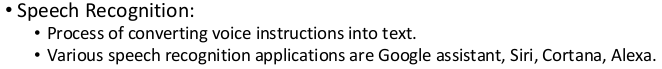 • Speech Recognition:
• Process of converting voice instructions into text.
• Various speech recognition applications are Google assistant, Siri, Cortana, Alexa.